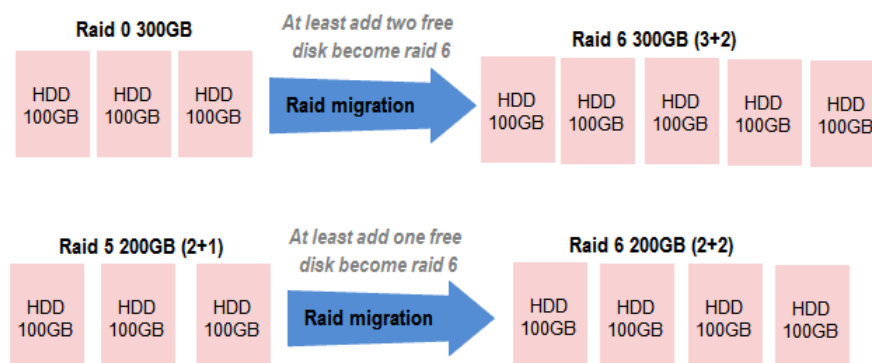 Raid 0 300GB
At least add two free
disk become raid 6
Raid 6 300GB (3+2)
HDD
100GB
HDD
100GB
HDD
100GB
Raid migration
HDD
100GB
HDD
100GB
HDD
100GB
HDD
100GB
HDD
100GB
Raid 5 200GB (2+1)
At least add one free
disk become raid 6
Raid 6 200GB (2+2)
HDD
100GB
HDD
100GB
HDD
100GB
Raid migration
HDD
100GB
HDD
100GB
HDD
100GB
HDD
100GB